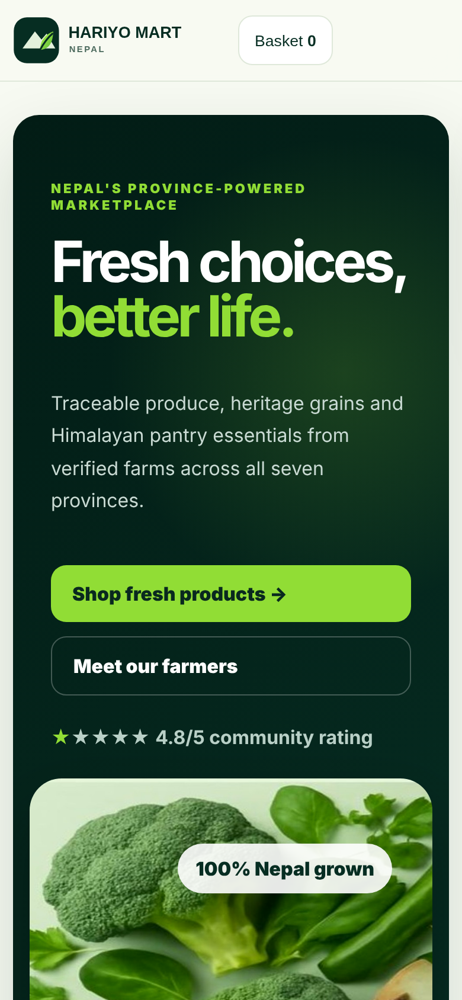 HARIYO MART
NEPAL
Basket 0
NEPAL'S PROVINCE-POWERED
MARKETPLACE
Fresh choices,
better life.
Traceable produce, heritage grains and
Himalayan pantry essentials from
verified farms across all seven
provinces.
Shop fresh products →
Meet our farmers
★★★★★ 4.8/5 community rating
100% Nepal grown